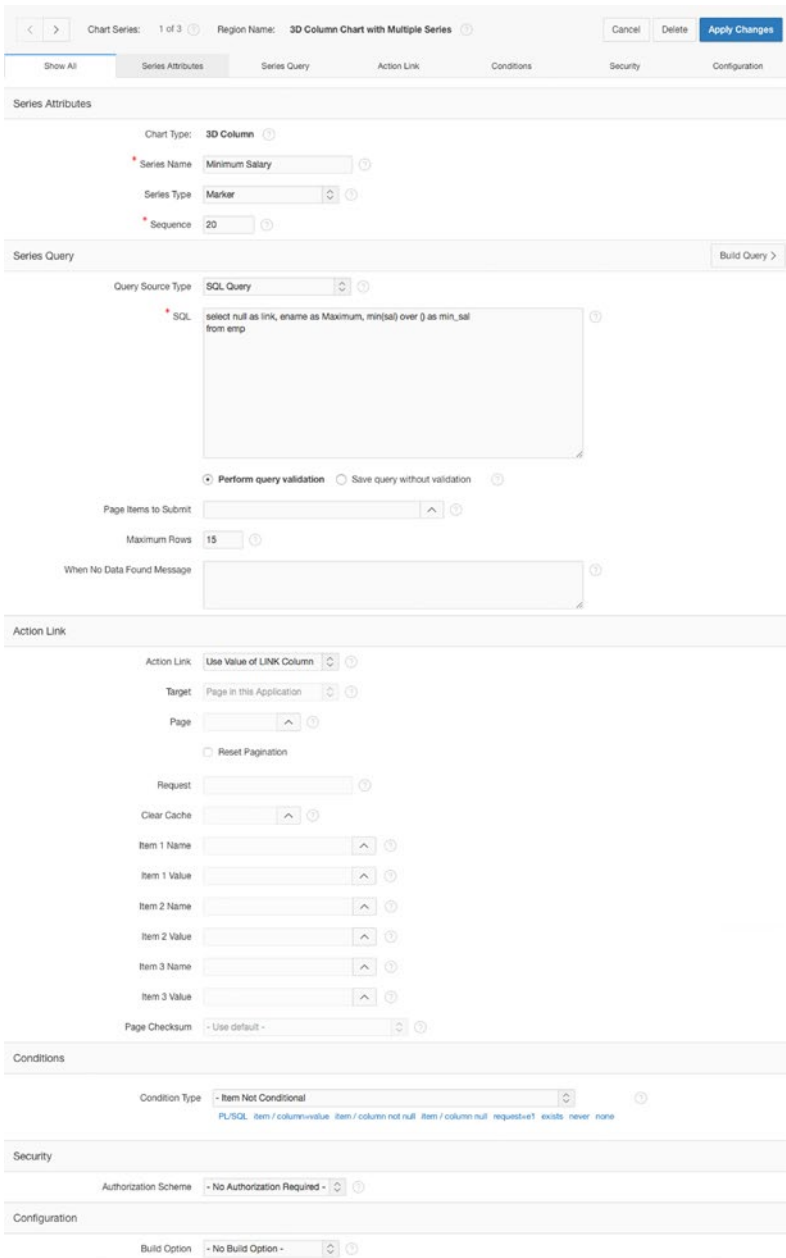 Chart Series: 1 of 3 Region Name: 3D Column Chart with Multiple Series Cancel Delete Apply Changes
Show All Series Attributes Series Query Action Link Conditions Security Configuration
Series Attributes
Chart Type: 3D Column
* Series Name Minimum Salary
Series Type Marker
* Sequence 20
Series Query Build Query >
Query Source Type SQL Query
* SQL select null as link, ename as Maximum, min(sal) over () as min_sal
from emp
Perform query validation Save query without validation
Page Items to Submit
Maximum Rows 15
When No Data Found Message
Action Link
Action Link Use Value of LINK Column
Target Page in this Application
Page
Reset Pagination
Request
Clear Cache
Item 1 Name
Item 1 Value
Item 2 Name
Item 2 Value
Item 3 Name
Item 3 Value
Page Checksum - Use default -
Conditions
Condition Type - Item Not Conditional
PL/SQL item / column=value item / column not null item / column null request=e1 exists never none
Security
Authorization Scheme - No Authorization Required -
Configuration
Build Option - No Build Option -